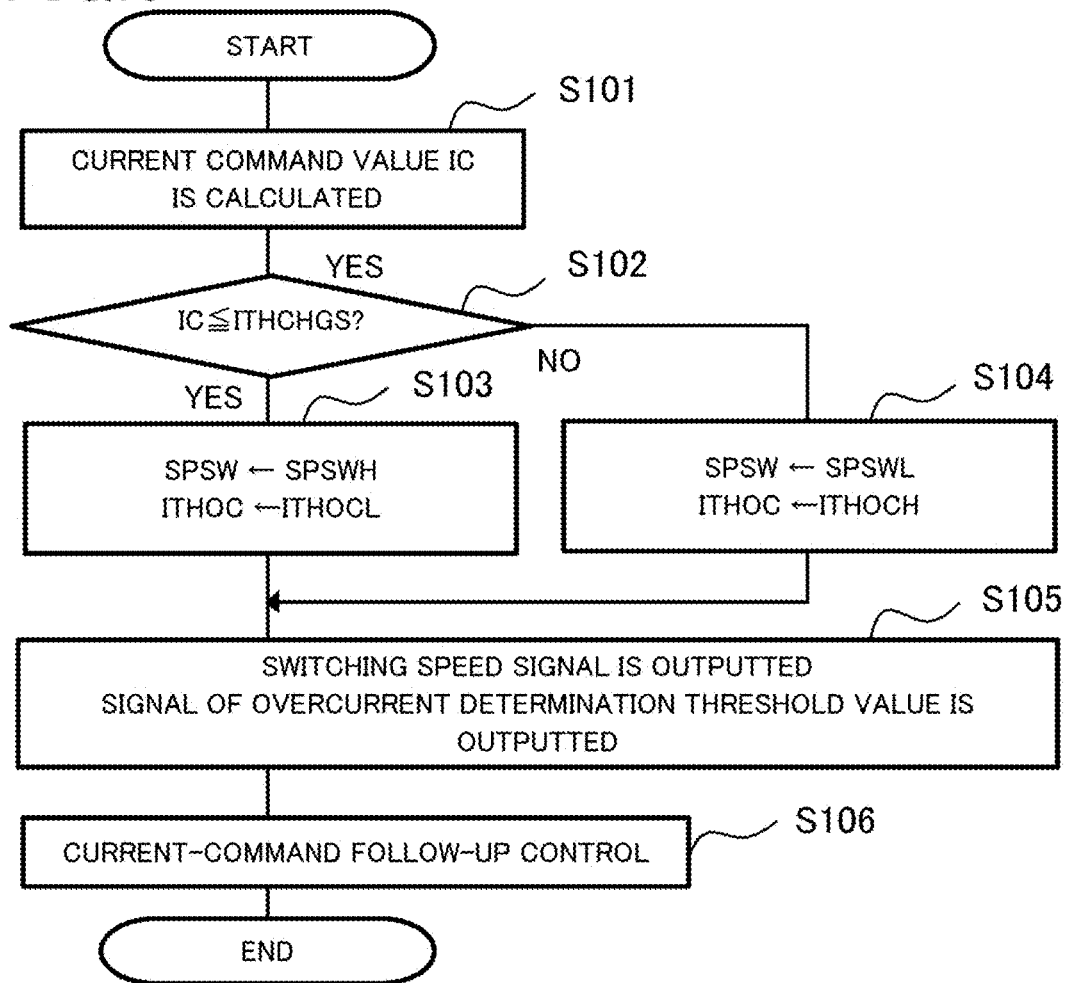 START
S101
CURRENT COMMAND VALUE IC
IS CALCULATED
YES
S102
IC≦ITHCHGS?
NO
YES
S103
S104
SPSW ← SPSWH
ITHOC ←ITHOCL
SPSW ← SPSWL
ITHOC ←ITHOCH
S105
SWITCHING SPEED SIGNAL IS OUTPUTTED
SIGNAL OF OVERCURRENT DETERMINATION THRESHOLD VALUE IS
OUTPUTTED
S106
CURRENT-COMMAND FOLLOW-UP CONTROL
END